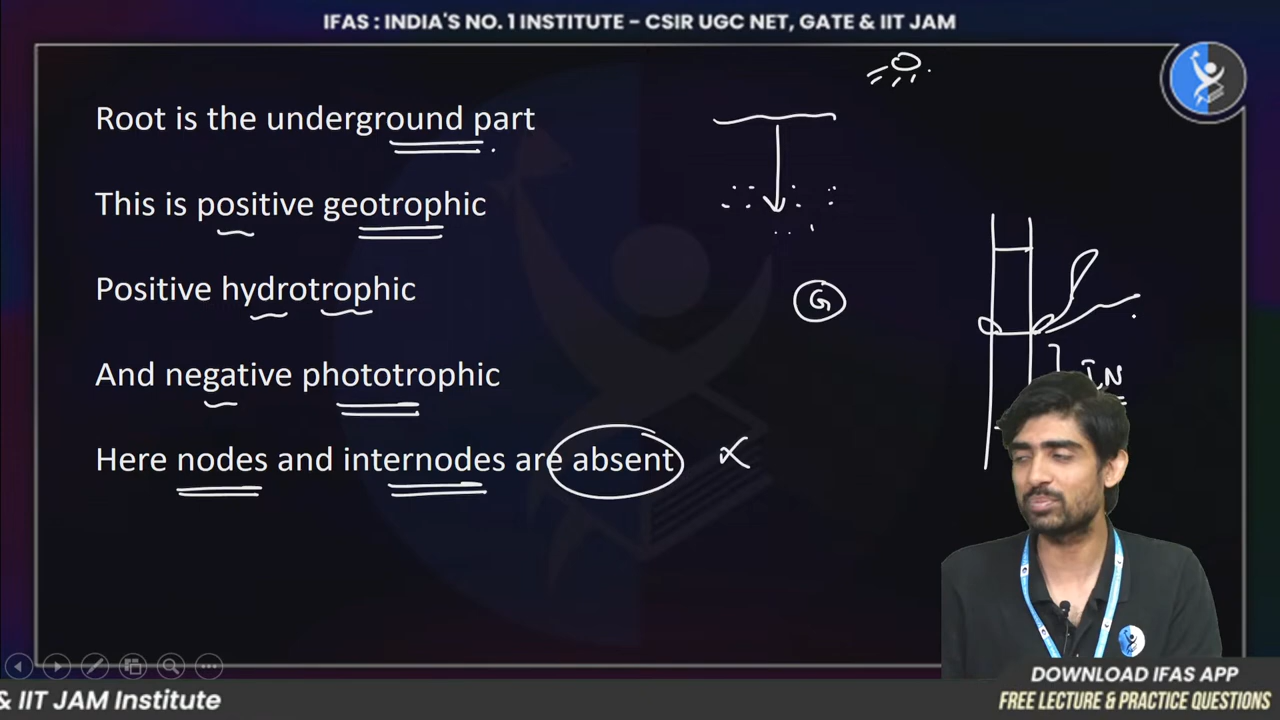 IFAS : INDIA'S NO. 1 INSTITUTE - CSIR UGC NET, GATE & IIT JAM
Root is the underground part
This is positive geotrophic
Positive hydrotrophic
And negative phototrophic
Here nodes and internodes are absent
G
IN
DOWNLOAD IFAS APP
& IIT JAM Institute
FREE LECTURE & PRACTICE QUESTIONS